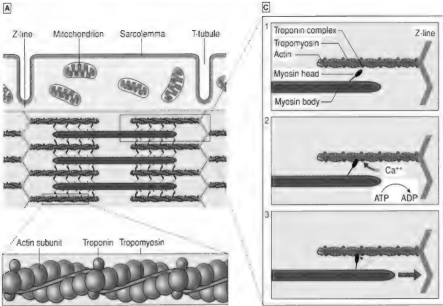 A
Z-line Mitochondrion Sarcolemma T-tubule
Actin subunit Troponin Tropomyosin
C
1
Troponin complex
Tropomyosin
Actin
Myosin head
Myosin body
Z-line
2
Ca++
ATP ADP
3